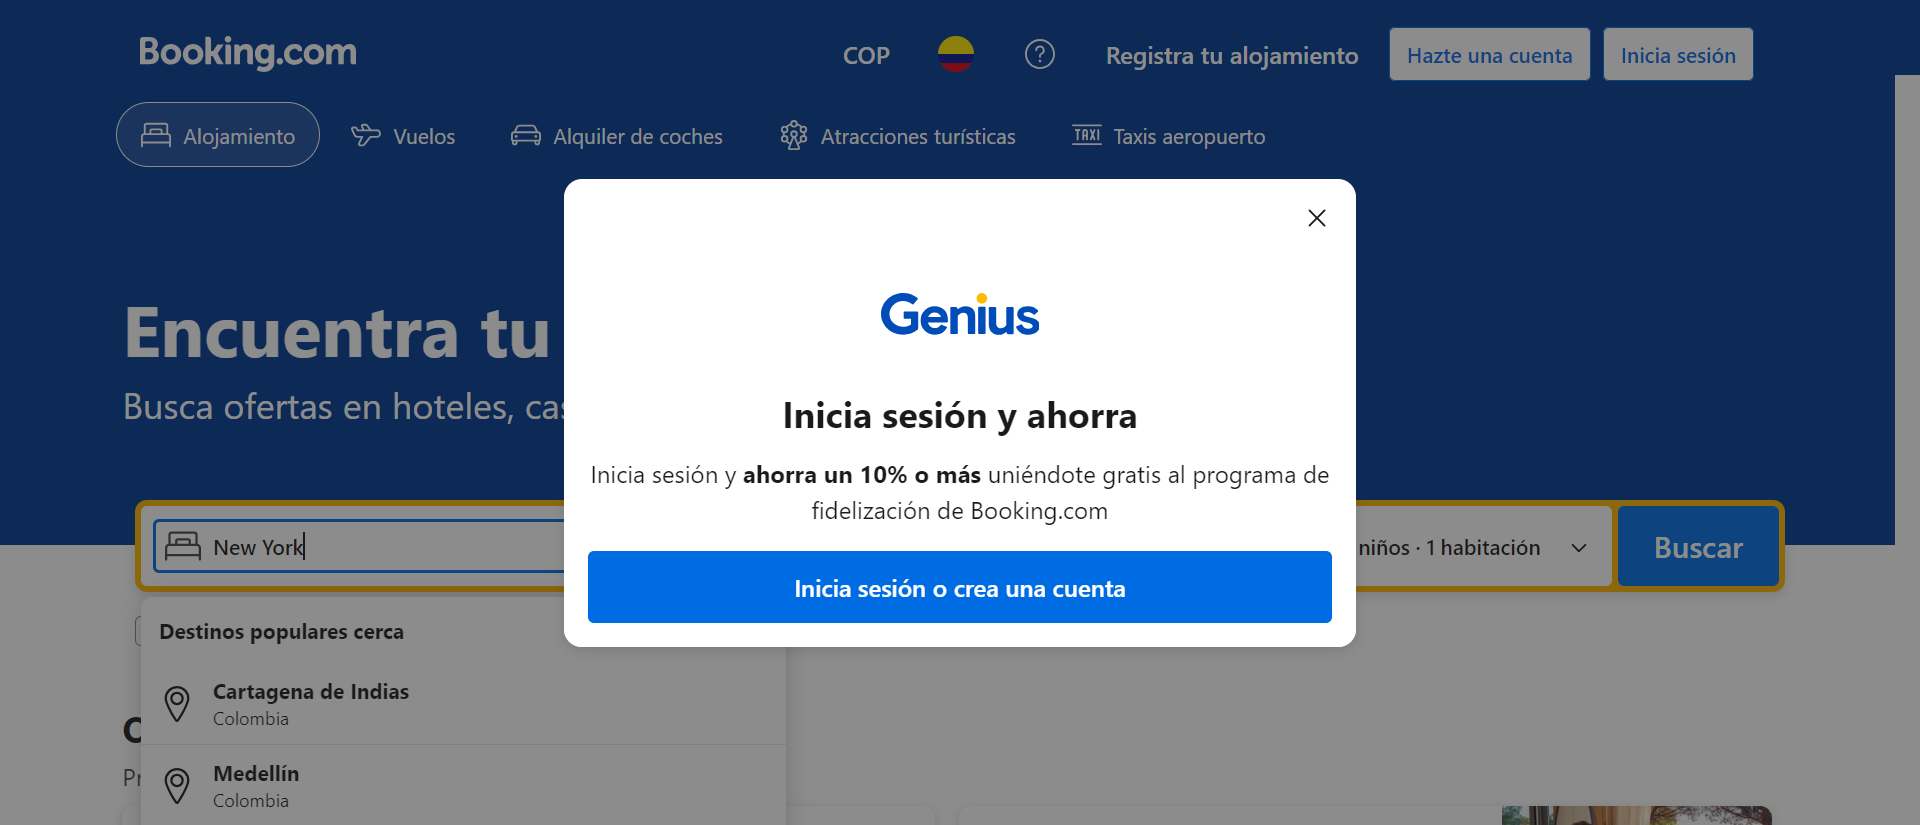 Booking.com
COP
Registra tu alojamiento
Hazte una cuenta
Inicia sesión
Alojamiento
Vuelos
Alquiler de coches
Atracciones turísticas
TAXI
Taxis aeropuerto
Genius
Inicia sesión y ahorra
Inicia sesión y ahorra un 10% o más uniéndote gratis al programa de
fidelización de Booking.com
Inicia sesión o crea una cuenta
Encuentra tu
Busca ofertas en hoteles,
New York
niños · 1 habitación
Buscar
Destinos populares cerca
Cartagena de Indias
Colombia
Medellín
Colombia